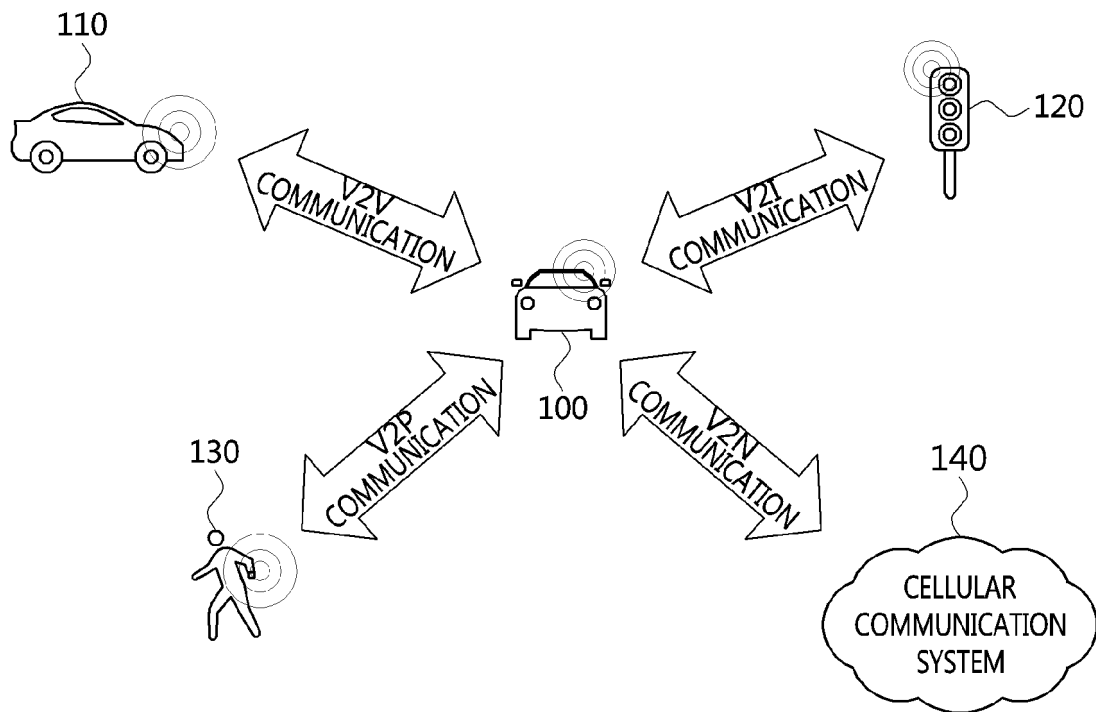 110
120
V2V
COMMUNICATION
V2I
COMMUNICATION
100
V2P
COMMUNICATION
V2N
COMMUNICATION
130
140
CELLULAR
COMMUNICATION
SYSTEM